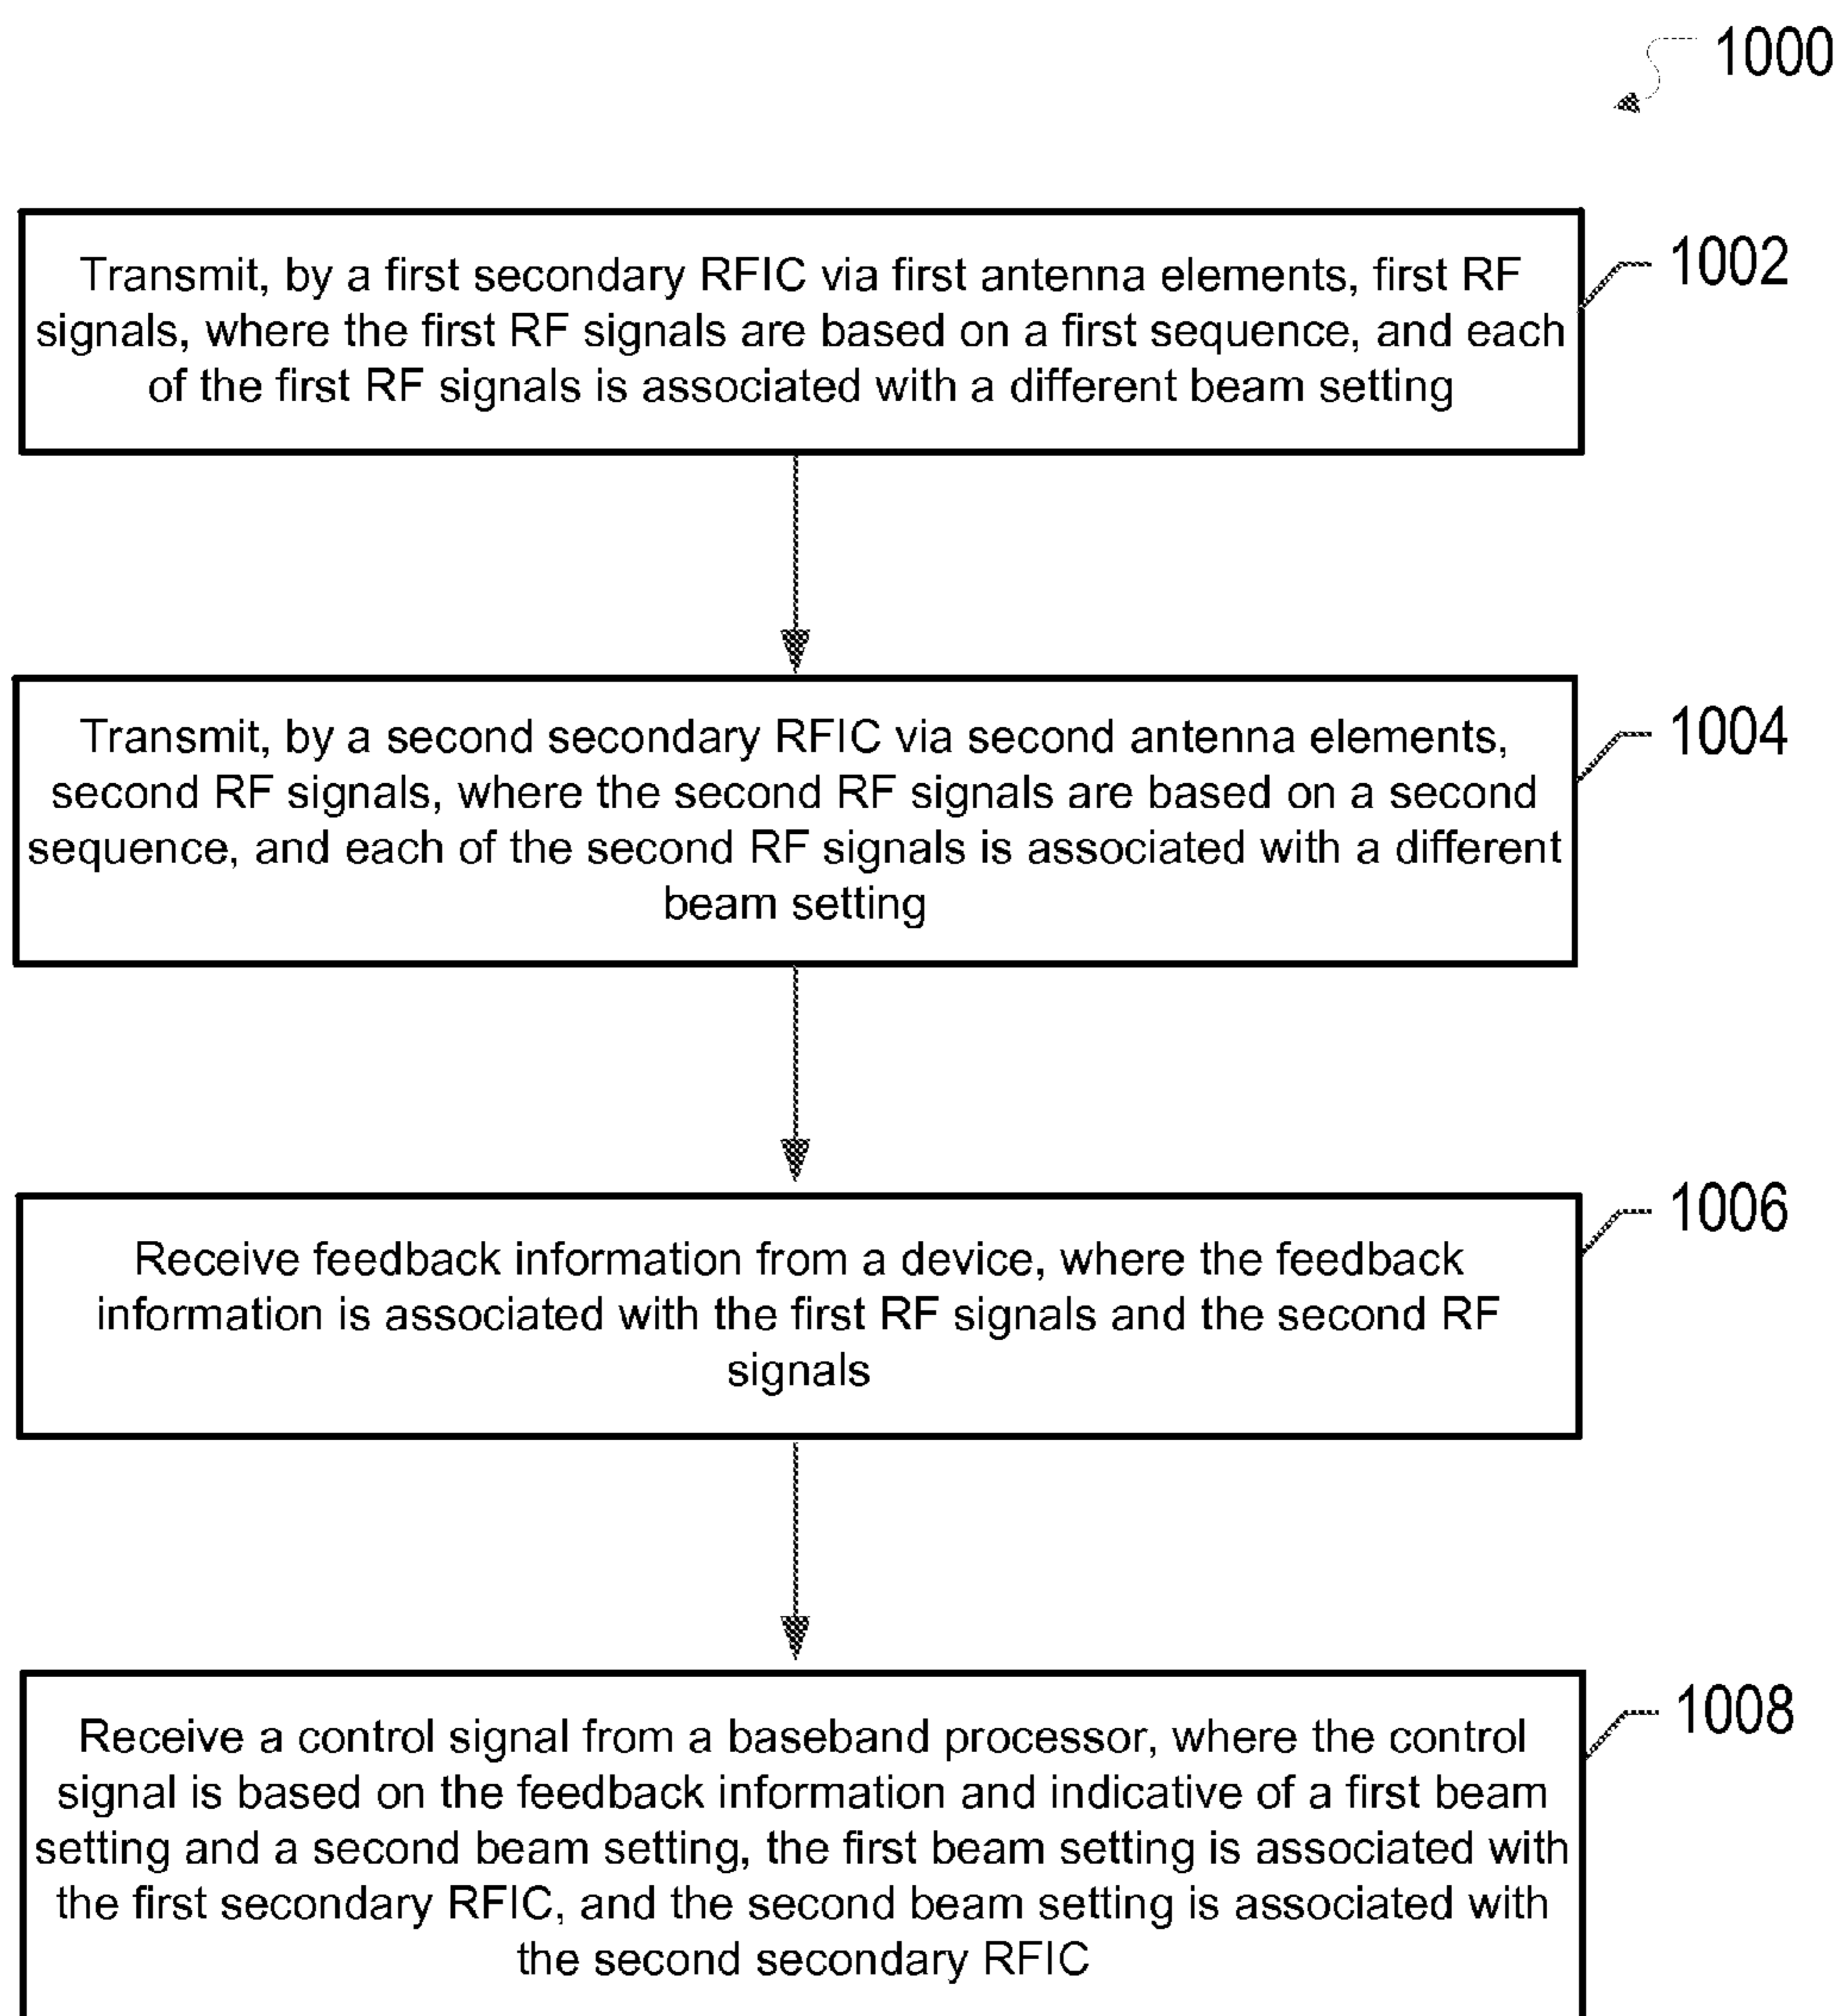 1000
Transmit, by a first secondary RFIC via first antenna elements, first RF
signals, where the first RF signals are based on a first sequence, and each
of the first RF signals is associated with a different beam setting
1002
Transmit, by a second secondary RFIC via second antenna elements,
second RF signals, where the second RF signals are based on a second
sequence, and each of the second RF signals is associated with a different
beam setting
1004
Receive feedback information from a device, where the feedback
information is associated with the first RF signals and the second RF
signals
1006
Receive a control signal from a baseband processor, where the control
signal is based on the feedback information and indicative of a first beam
setting and a second beam setting, the first beam setting is associated with
the first secondary RFIC, and the second beam setting is associated with
the second secondary RFIC
1008